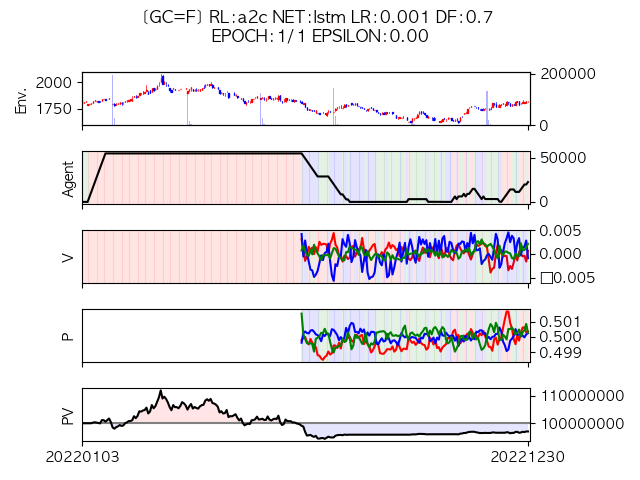 〔GC=F〕 RL:a2c NET:lstm LR:0.001 DF:0.7
EPOCH:1/1 EPSILON:0.00
Env.
2000
1750
200000
0
Agent
50000
0
V
0.005
0.000
□0.005
P
0.501
0.500
0.499
PV
110000000
100000000
20220103
20221230